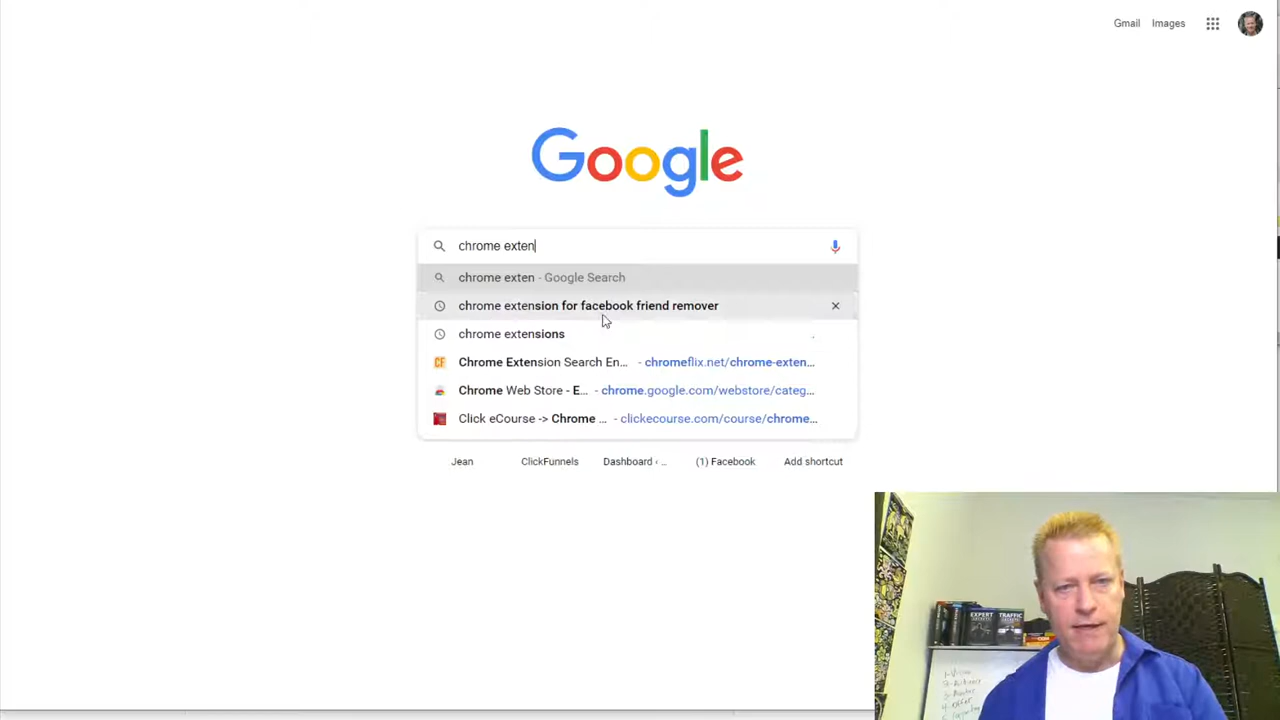 Gmail Images
Google
chrome exten
chrome exten - Google Search
chrome extension for facebook friend remover
chrome extensions
Chrome Extension Search En... - chromeflix.net/chrome-exten...
Chrome Web Store - E... - chrome.google.com/webstore/categ...
Click eCourse -> Chrome ... - clickecourse.com/course/chrome...
Jean ClickFunnels Dashboard ‹ ... (1) Facebook Add shortcut
EXPERT TRAFFIC